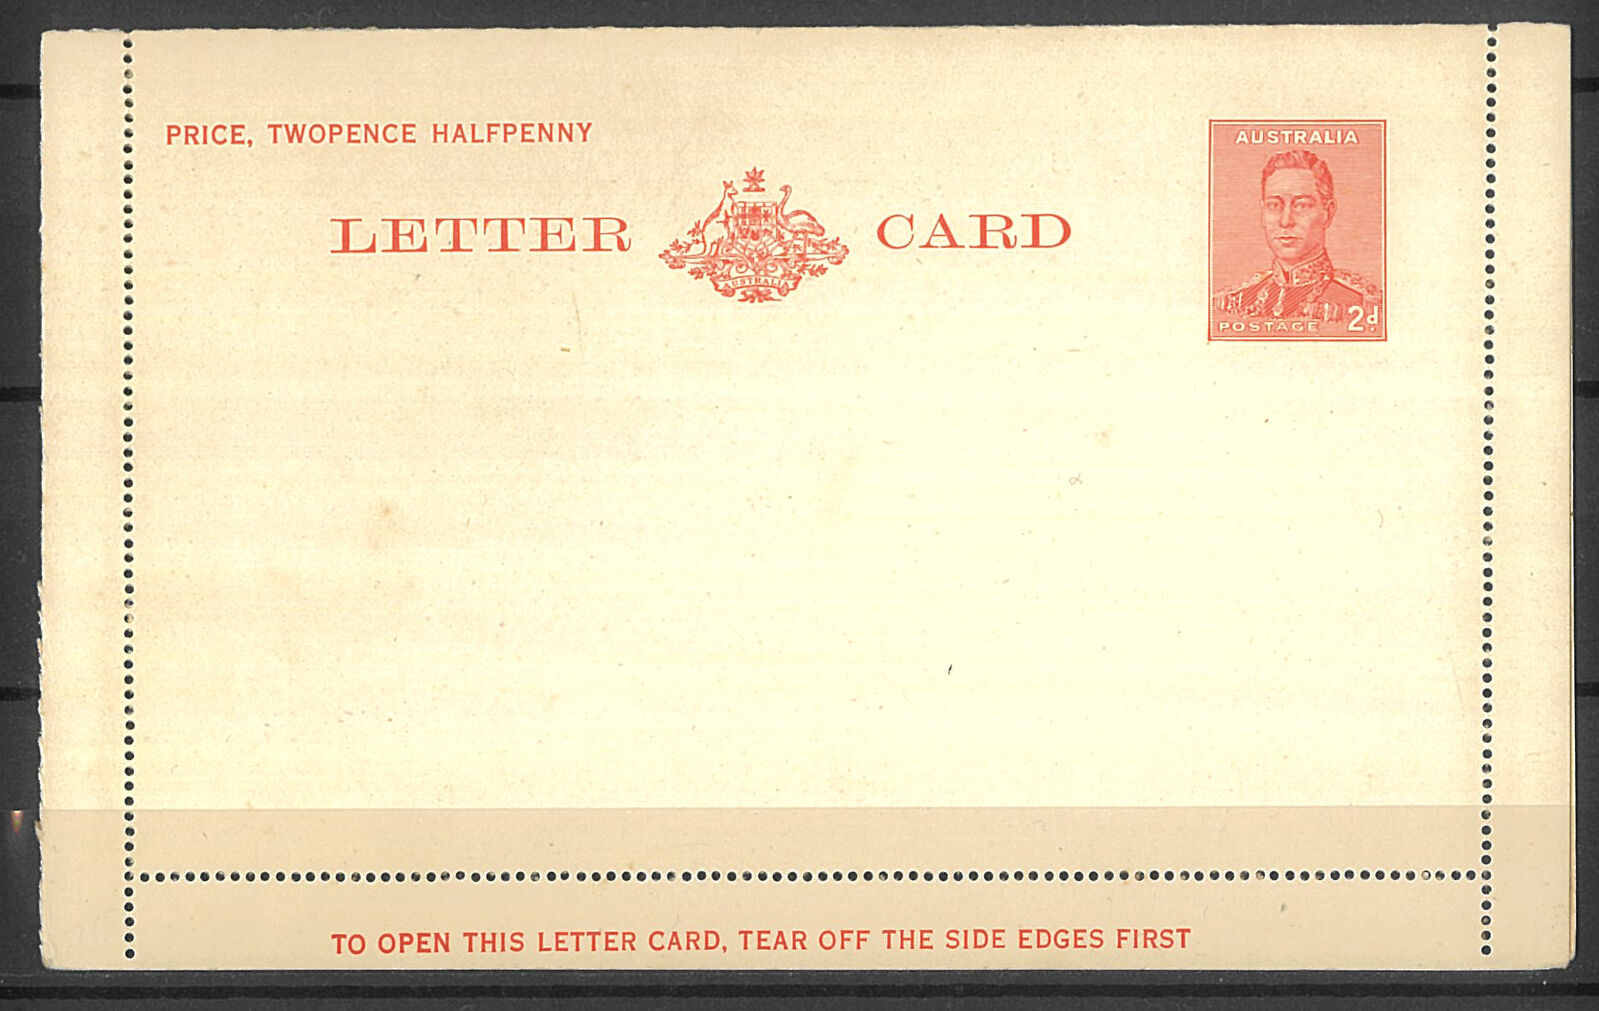 PRICE, TWOPENCE HALFPENNY
LETTER CARD
AUSTRALIA
AUSTRALIA
POSTAGE 2d.
TO OPEN THIS LETTER CARD, TEAR OFF THE SIDE EDGES FIRST